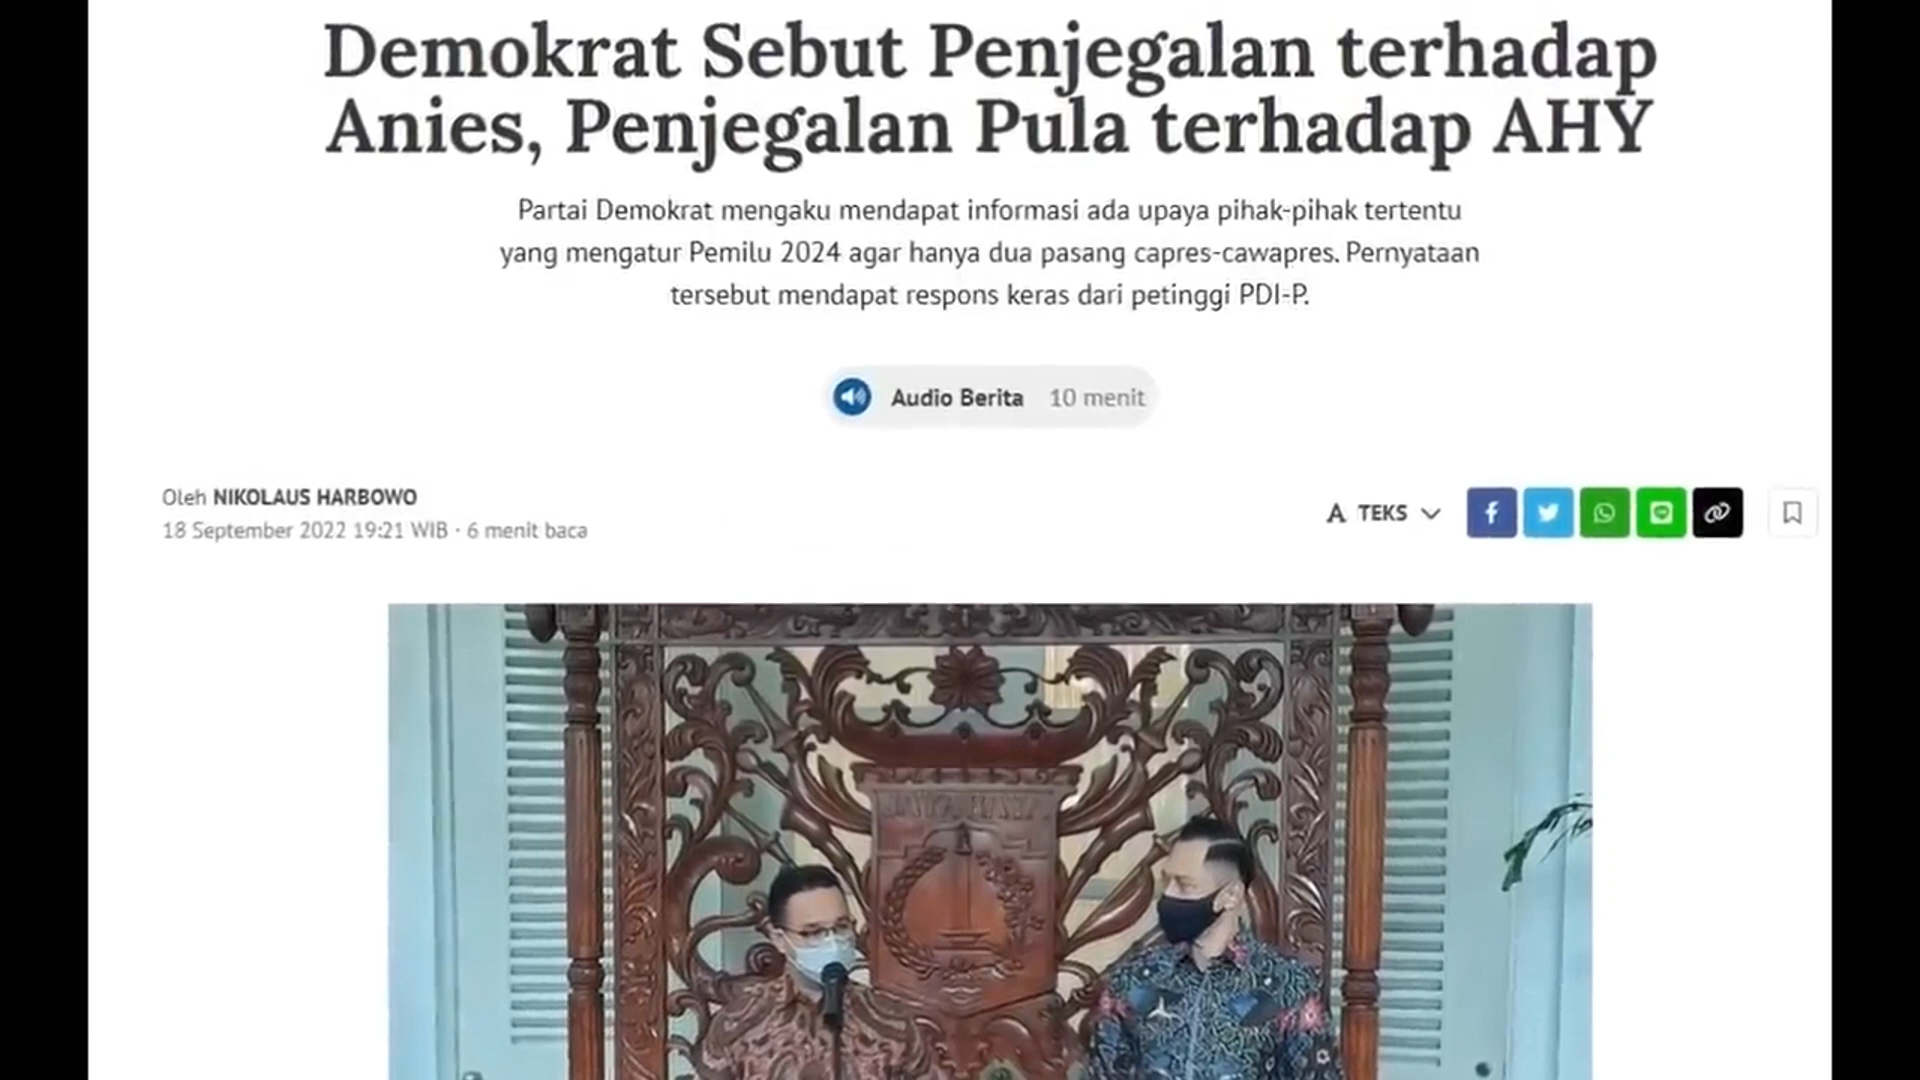 Demokrat Sebut Penjegalan terhadap
Anies, Penjegalan Pula terhadap AHY
Partai Demokrat mengaku mendapat informasi ada upaya pihak-pihak tertentu
yang mengatur Pemilu 2024 agar hanya dua pasang capres-cawapres. Pernyataan
tersebut mendapat respons keras dari petinggi PDI-P.
Audio Berita 10 menit
Oleh NIKOLAUS HARBOWO
18 September 2022 19:21 WIB · 6 menit baca
A TEKS